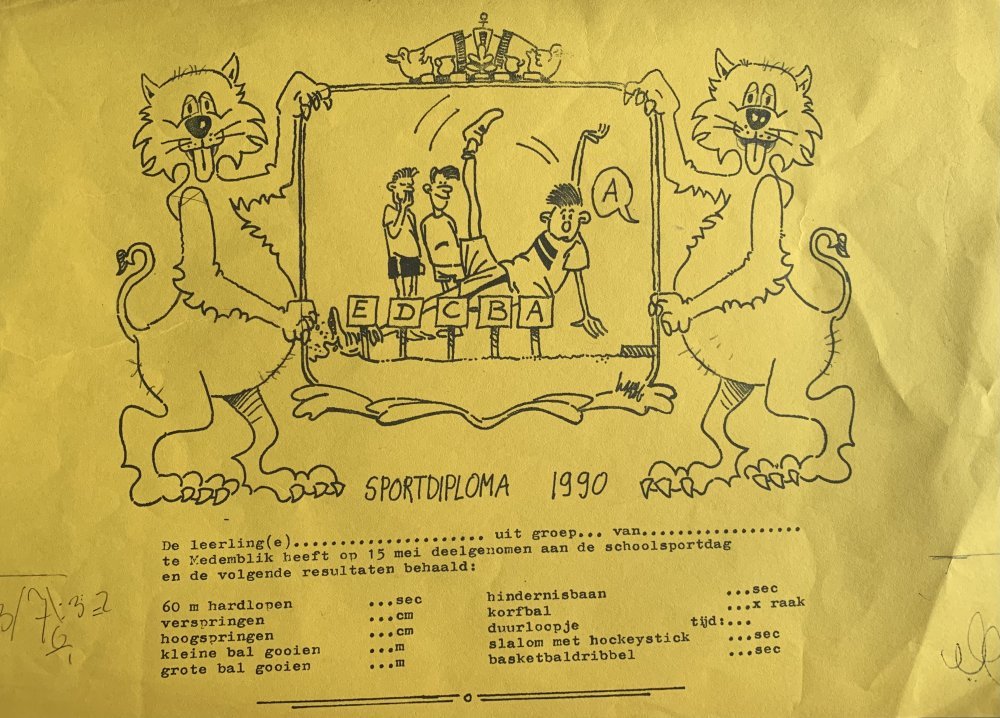 A
E D C B A
SPORTDIPLOMA 1990
De leerling(e)...................... uit groep... van...................
te Medemblik heeft op 15 mei deelgenomen aan de schoolsportdag
en de volgende resultaten behaald:
60 m hardlopen ...sec
verspringen ...cm
hoogspringen ...cm
kleine bal gooien ...m
grote bal gooien ...m
hindernisbaan ...sec
korfbal ...x raak
duurloopje tijd:...
slalom met hockeystick ...sec
basketbaldribbel ...sec